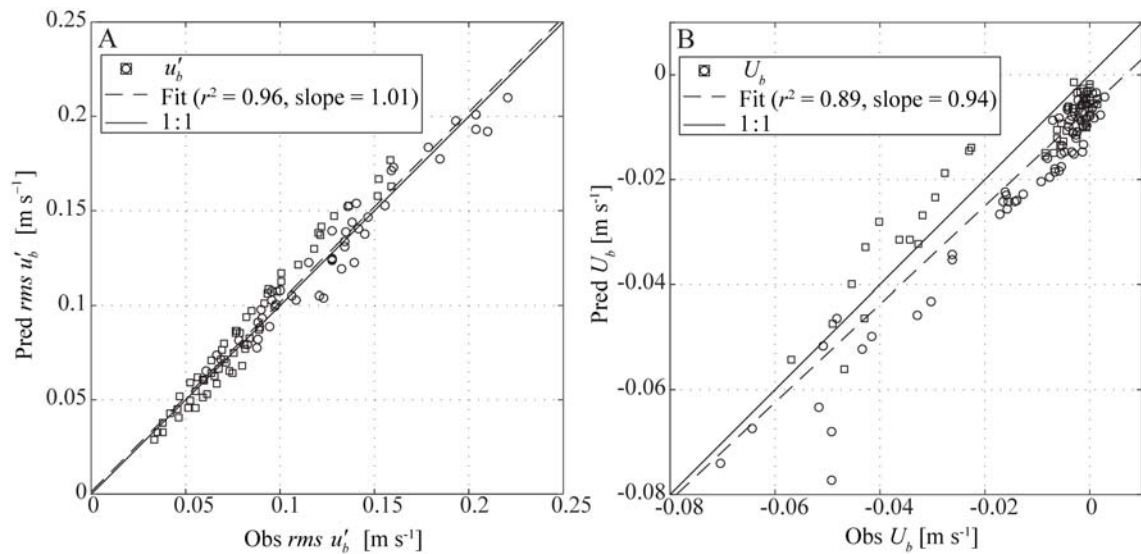 A
u′b
Fit (r² = 0.96, slope = 1.01)
1:1
0.25
0.2
0.15
0.1
0.05
0
Pred rms u′b [m s⁻¹]
0
0.05
0.1
0.15
0.2
0.25
Obs rms u′b [m s⁻¹]
B
Ub
Fit (r² = 0.89, slope = 0.94)
1:1
0
-0.02
-0.04
-0.06
-0.08
Pred Ub [m s⁻¹]
-0.08
-0.06
-0.04
-0.02
0
Obs Ub [m s⁻¹]